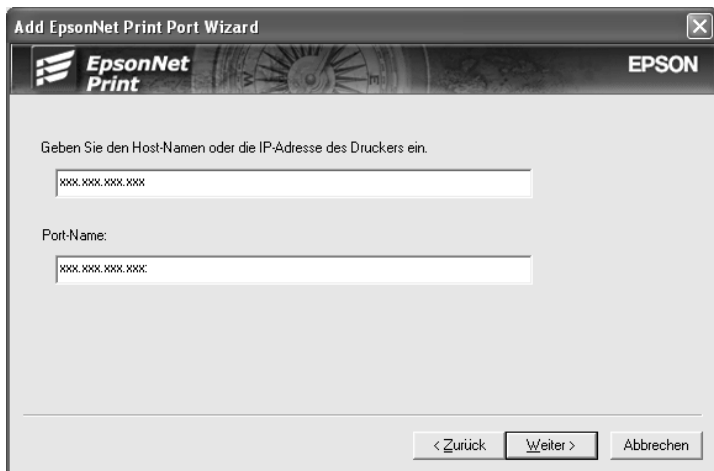 Add EpsonNet Print Port Wizard
EpsonNet
Print
EPSON
Geben Sie den Host-Namen oder die IP-Adresse des Druckers ein.
xxx.xxx.xxx.xxx
Port-Name:
xxx.xxx.xxx.xxx:
< Zurück
Weiter >
Abbrechen